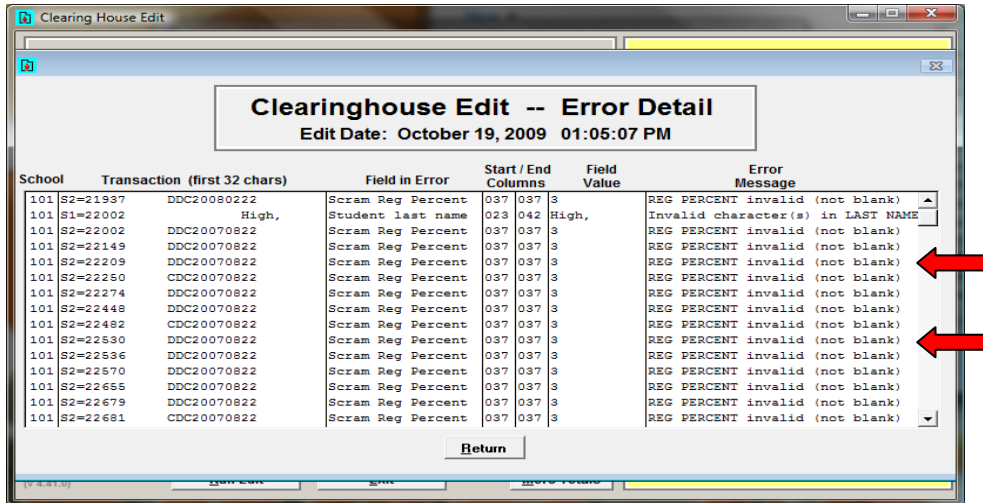 Clearing House Edit
Clearinghouse Edit -- Error Detail
Edit Date: October 19, 2009 01:05:07 PM
School Transaction (first 32 chars) Field in Error Start / End Columns Field Value Error Message
101 S2=21937 DDC20080222 Scram Reg Percent 037 037 3 REG PERCENT invalid (not blank)
101 S1=22002 High, Student last name 023 042 High, Invalid character(s) in LAST NAME
101 S2=22002 DDC20070822 Scram Reg Percent 037 037 3 REG PERCENT invalid (not blank)
101 S2=22149 DDC20070822 Scram Reg Percent 037 037 3 REG PERCENT invalid (not blank)
101 S2=22209 DDC20070822 Scram Reg Percent 037 037 3 REG PERCENT invalid (not blank)
101 S2=22250 CDC20070822 Scram Reg Percent 037 037 3 REG PERCENT invalid (not blank)
101 S2=22274 DDC20070822 Scram Reg Percent 037 037 3 REG PERCENT invalid (not blank)
101 S2=22448 DDC20070822 Scram Reg Percent 037 037 3 REG PERCENT invalid (not blank)
101 S2=22482 CDC20070822 Scram Reg Percent 037 037 3 REG PERCENT invalid (not blank)
101 S2=22530 DDC20070822 Scram Reg Percent 037 037 3 REG PERCENT invalid (not blank)
101 S2=22536 DDC20070822 Scram Reg Percent 037 037 3 REG PERCENT invalid (not blank)
101 S2=22570 DDC20070822 Scram Reg Percent 037 037 3 REG PERCENT invalid (not blank)
101 S2=22655 DDC20070822 Scram Reg Percent 037 037 3 REG PERCENT invalid (not blank)
101 S2=22679 DDC20070822 Scram Reg Percent 037 037 3 REG PERCENT invalid (not blank)
101 S2=22681 CDC20070822 Scram Reg Percent 037 037 3 REG PERCENT invalid (not blank)
Return